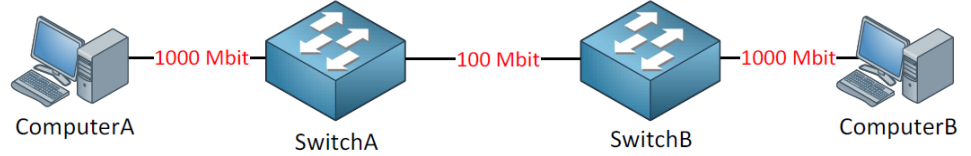 1000 Mbit
100 Mbit
1000 Mbit
ComputerA
SwitchA
SwitchB
ComputerB